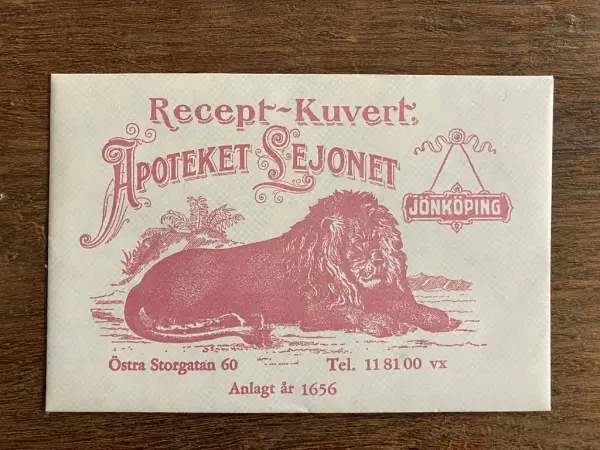 Recept-Kuvert.
APOTEKET LEJONET
JÖNKÖPING
Östra Storgatan 60
Tel. 11 81 00 vx
Anlagt år 1656